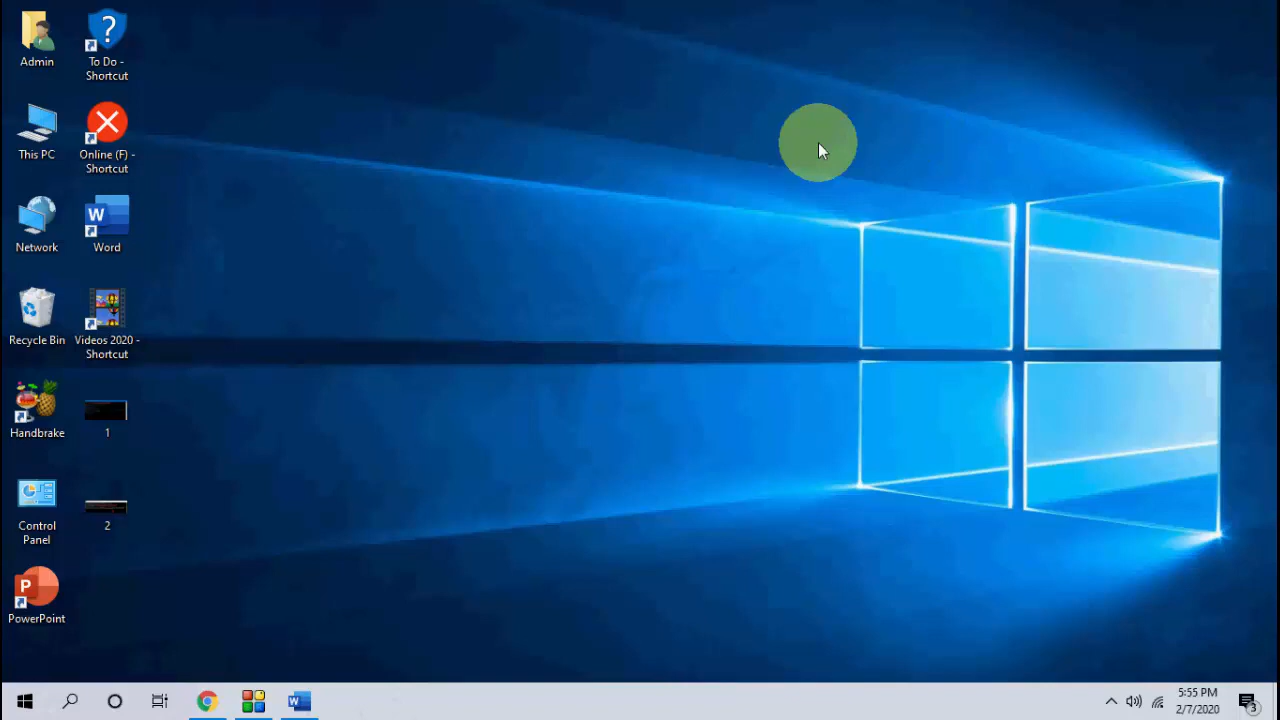 Admin
To Do -
Shortcut
This PC
Online (F) -
Shortcut
Network
W
Word
Recycle Bin
Videos 2020 -
Shortcut
Handbrake
1
Control
Panel
2
P
PowerPoint
W
5:55 PM
2/7/2020
3